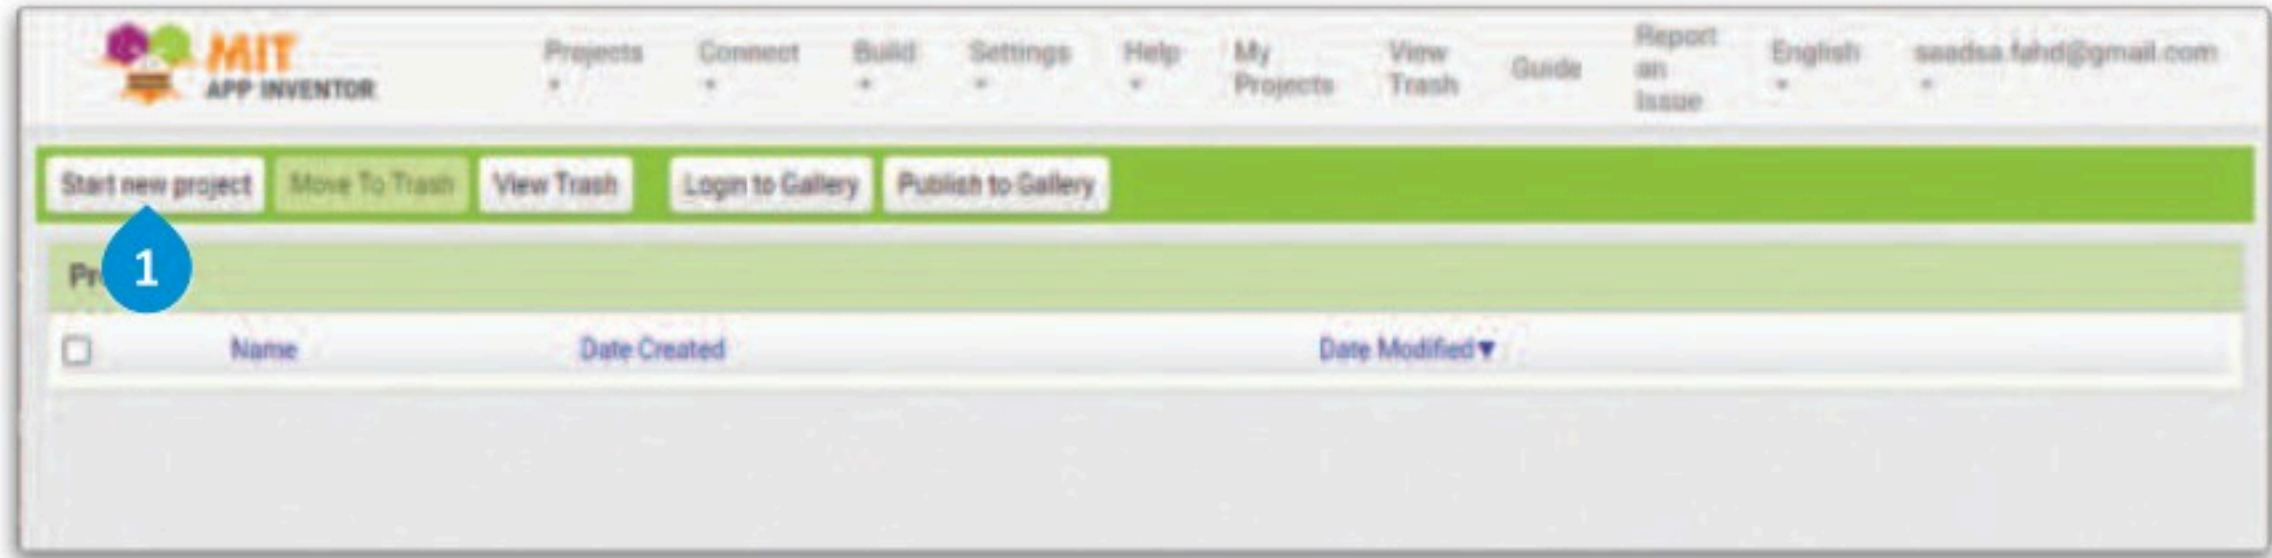 MIT
APP INVENTOR
Projects
Connect
Build
Settings
Help
My
Projects
View
Trash
Guide
Report
an
Issue
English
saadsa.fahd@gmail.com
Start new project
Move To Trash
View Trash
Login to Gallery
Publish to Gallery
1
Name
Date Created
Date Modified▼